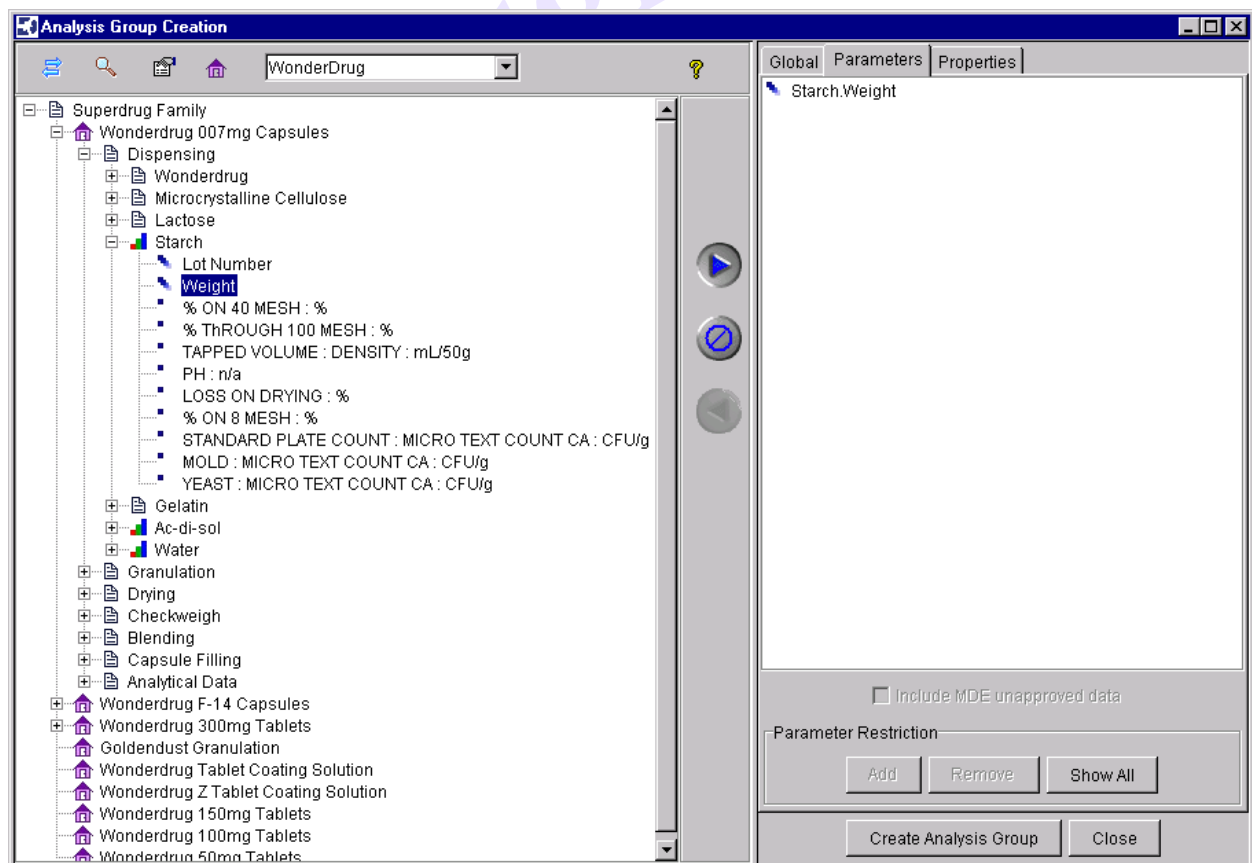 Analysis Group Creation
WonderDrug
Superdrug Family
Wonderdrug 007mg Capsules
Dispensing
Wonderdrug
Microcrystalline Cellulose
Lactose
Starch
Lot Number
Weight
% ON 40 MESH : %
% ThROUGH 100 MESH : %
TAPPED VOLUME : DENSITY : mL/50g
PH : n/a
LOSS ON DRYING : %
% ON 8 MESH : %
STANDARD PLATE COUNT : MICRO TEXT COUNT CA : CFU/g
MOLD : MICRO TEXT COUNT CA : CFU/g
YEAST : MICRO TEXT COUNT CA : CFU/g
Gelatin
Ac-di-sol
Water
Granulation
Drying
Checkweigh
Blending
Capsule Filling
Analytical Data
Wonderdrug F-14 Capsules
Wonderdrug 300mg Tablets
Goldendust Granulation
Wonderdrug Tablet Coating Solution
Wonderdrug Z Tablet Coating Solution
Wonderdrug 150mg Tablets
Wonderdrug 100mg Tablets
Wonderdrug 50mg Tablets
Global Parameters Properties
Starch.Weight
Include MDE unapproved data
Parameter Restriction
Add Remove Show All
Create Analysis Group Close